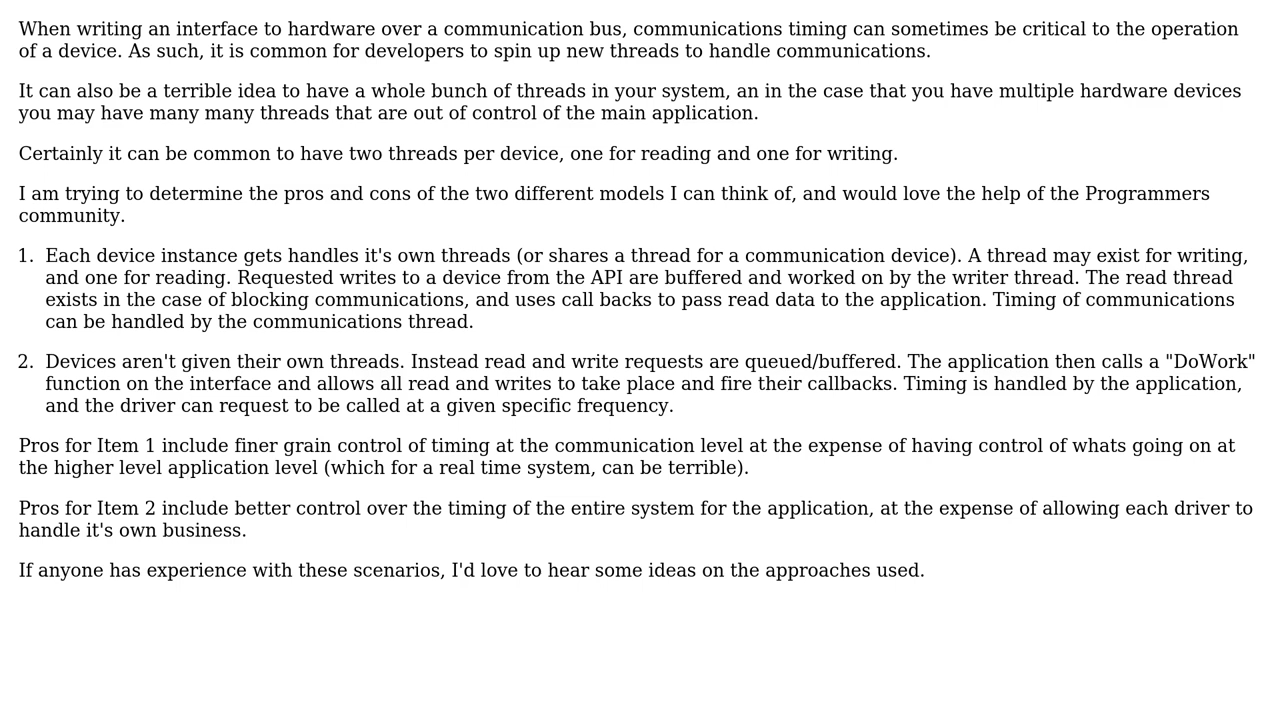 When writing an interface to hardware over a communication bus, communications timing can sometimes be critical to the operation
of a device. As such, it is common for developers to spin up new threads to handle communications.
It can also be a terrible idea to have a whole bunch of threads in your system, an in the case that you have multiple hardware devices
you may have many many threads that are out of control of the main application.
Certainly it can be common to have two threads per device, one for reading and one for writing.
I am trying to determine the pros and cons of the two different models I can think of, and would love the help of the Programmers
community.
1. Each device instance gets handles it's own threads (or shares a thread for a communication device). A thread may exist for writing,
and one for reading. Requested writes to a device from the API are buffered and worked on by the writer thread. The read thread
exists in the case of blocking communications, and uses call backs to pass read data to the application. Timing of communications
can be handled by the communications thread.
2. Devices aren't given their own threads. Instead read and write requests are queued/buffered. The application then calls a "DoWork"
function on the interface and allows all read and writes to take place and fire their callbacks. Timing is handled by the application,
and the driver can request to be called at a given specific frequency.
Pros for Item 1 include finer grain control of timing at the communication level at the expense of having control of whats going on at
the higher level application level (which for a real time system, can be terrible).
Pros for Item 2 include better control over the timing of the entire system for the application, at the expense of allowing each driver to
handle it's own business.
If anyone has experience with these scenarios, I'd love to hear some ideas on the approaches used.